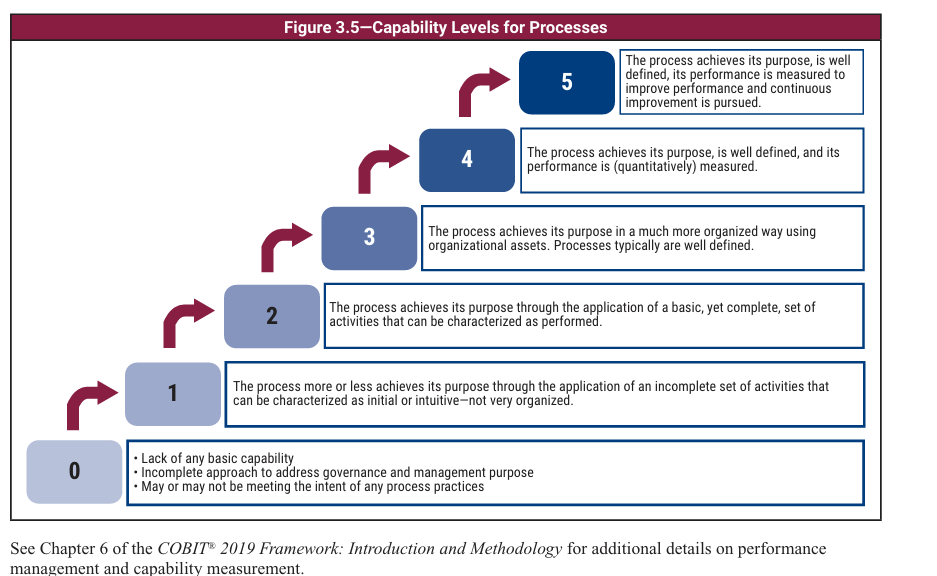 Figure 3.5—Capability Levels for Processes
5
The process achieves its purpose, is well
defined, its performance is measured to
improve performance and continuous
improvement is pursued.
4
The process achieves its purpose, is well defined, and its
performance is (quantitatively) measured.
3
The process achieves its purpose in a much more organized way using
organizational assets. Processes typically are well defined.
2
The process achieves its purpose through the application of a basic, yet complete, set of
activities that can be characterized as performed.
1
The process more or less achieves its purpose through the application of an incomplete set of activities that
can be characterized as initial or intuitive—not very organized.
0
• Lack of any basic capability
• Incomplete approach to address governance and management purpose
• May or may not be meeting the intent of any process practices
See Chapter 6 of the COBIT® 2019 Framework: Introduction and Methodology for additional details on performance
management and capability measurement.